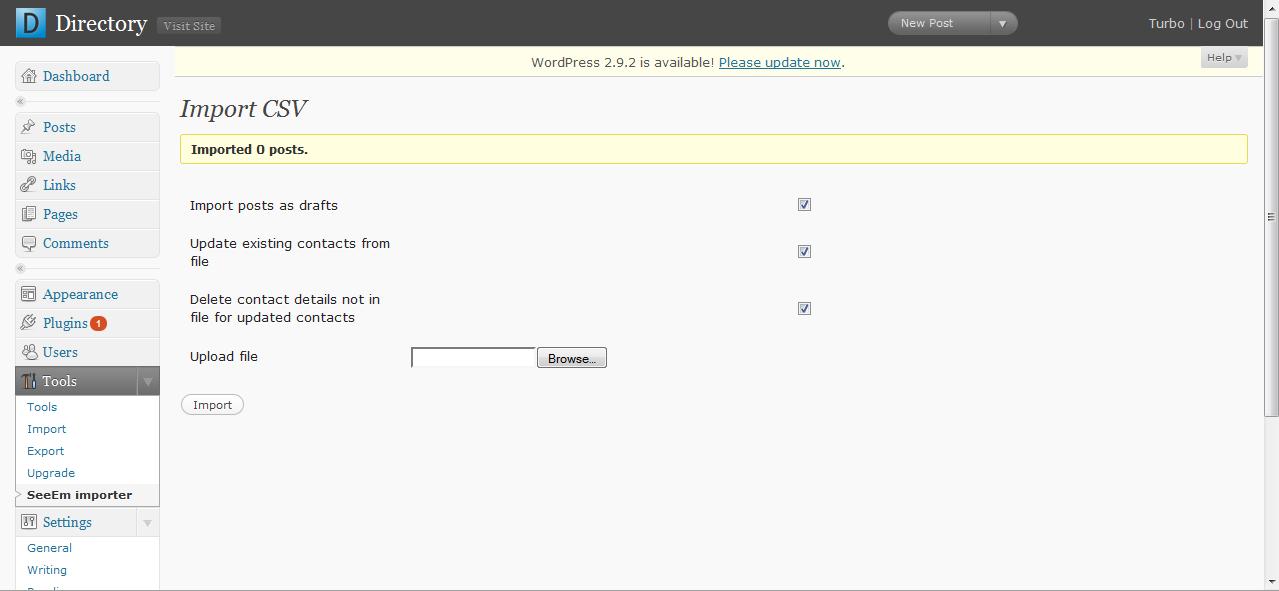 D Directory Visit Site New Post Turbo | Log Out
WordPress 2.9.2 is available! Please update now. Help
Dashboard
Import CSV
Imported 0 posts.
Posts
Media
Links
Pages
Comments
Appearance
Plugins 1
Users
Tools
Tools
Import
Export
Upgrade
SeeEm importer
Settings
General
Writing
Import posts as drafts
Update existing contacts from
file
Delete contact details not in
file for updated contacts
Upload file Browse...
Import